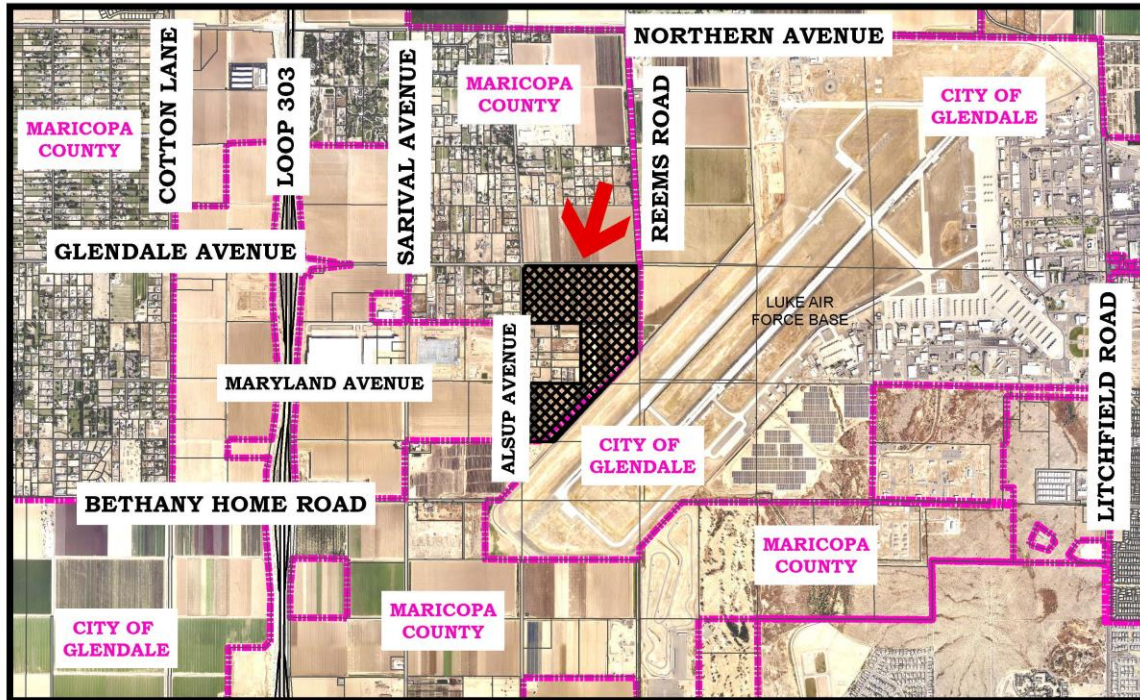 NORTHERN AVENUE
COTTON LANE
LOOP 303
SARIVAL AVENUE
MARICOPA
COUNTY
REEMS ROAD
CITY OF
GLENDALE
MARICOPA
COUNTY
GLENDALE AVENUE
LUKE AIR
FORCE BASE
LITCHFIELD ROAD
ALSUP AVENUE
MARYLAND AVENUE
CITY OF
GLENDALE
BETHANY HOME ROAD
MARICOPA
COUNTY
MARICOPA
COUNTY
CITY OF
GLENDALE